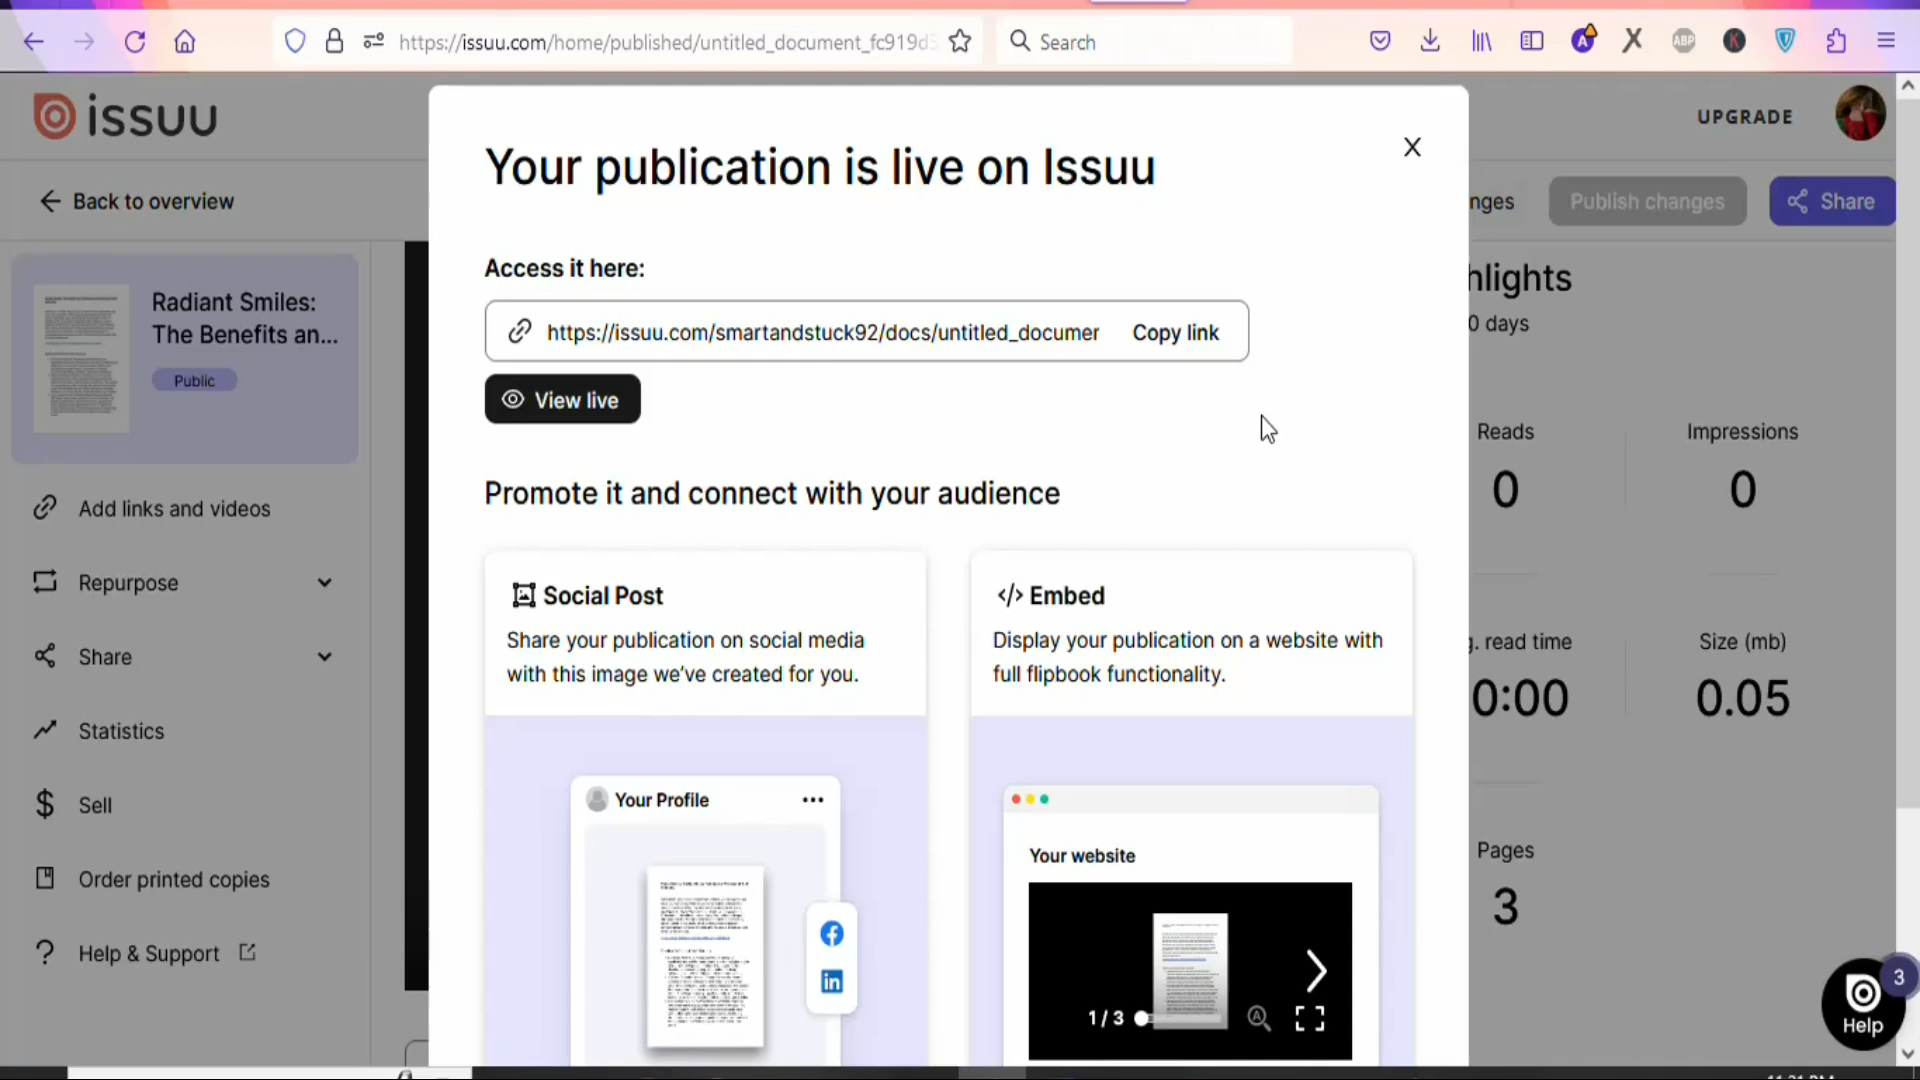 https://issuu.com/home/published/untitled_document_fc919d
Search
issuu
UPGRADE
Back to overview
nges
Publish changes
Share
Radiant Smiles:
The Benefits an...
Public
Add links and videos
Repurpose
Share
Statistics
Sell
Order printed copies
Help & Support
Your publication is live on Issuu
X
Access it here:
https://issuu.com/smartandstuck92/docs/untitled_documer
Copy link
View live
Promote it and connect with your audience
Social Post
Share your publication on social media
with this image we've created for you.
Your Profile
</> Embed
Display your publication on a website with
full flipbook functionality.
Your website
1 / 3
hlights
0 days
Reads
0
Impressions
0
g. read time
0:00
Size (mb)
0.05
Pages
3
3
Help